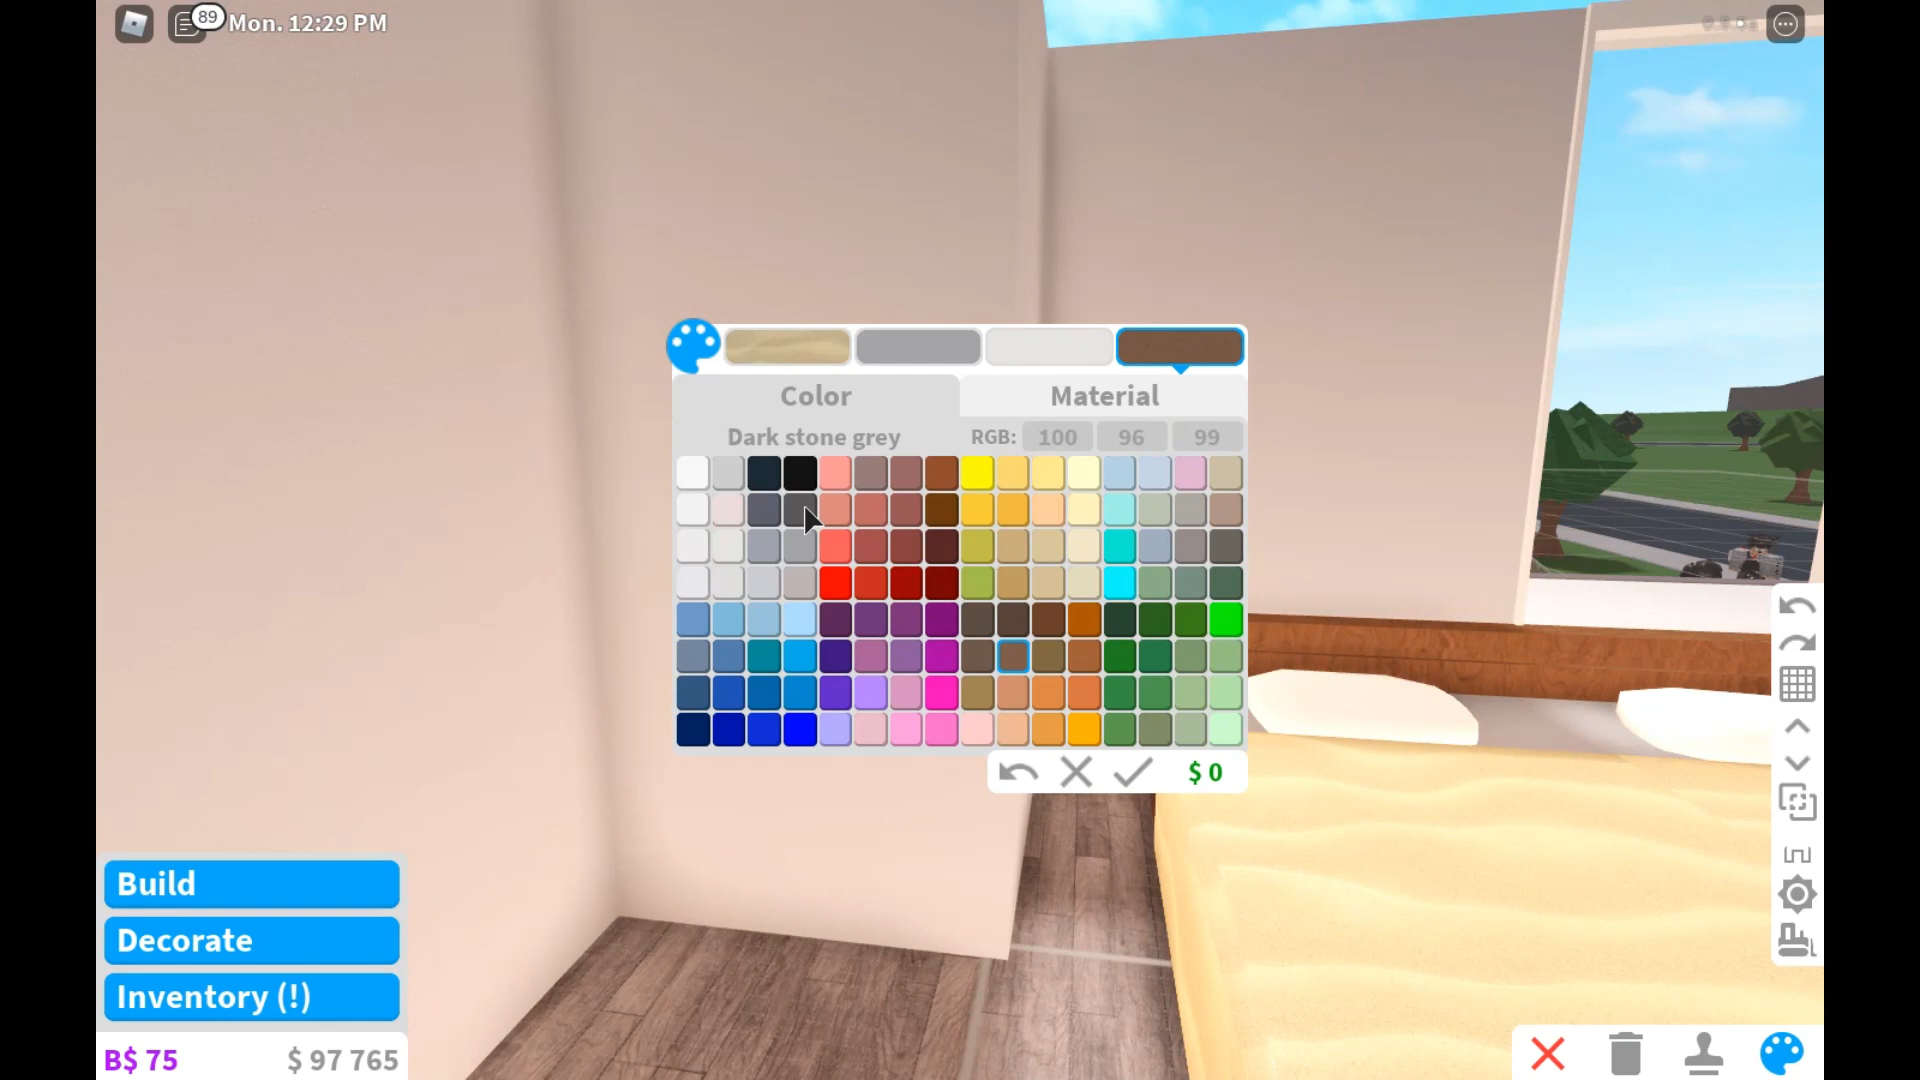 89
Mon. 12:29 PM
Color
Material
Dark stone grey
RGB: 100 96 99
$ 0
Build
Decorate
Inventory (!)
B$ 75
$ 97 765